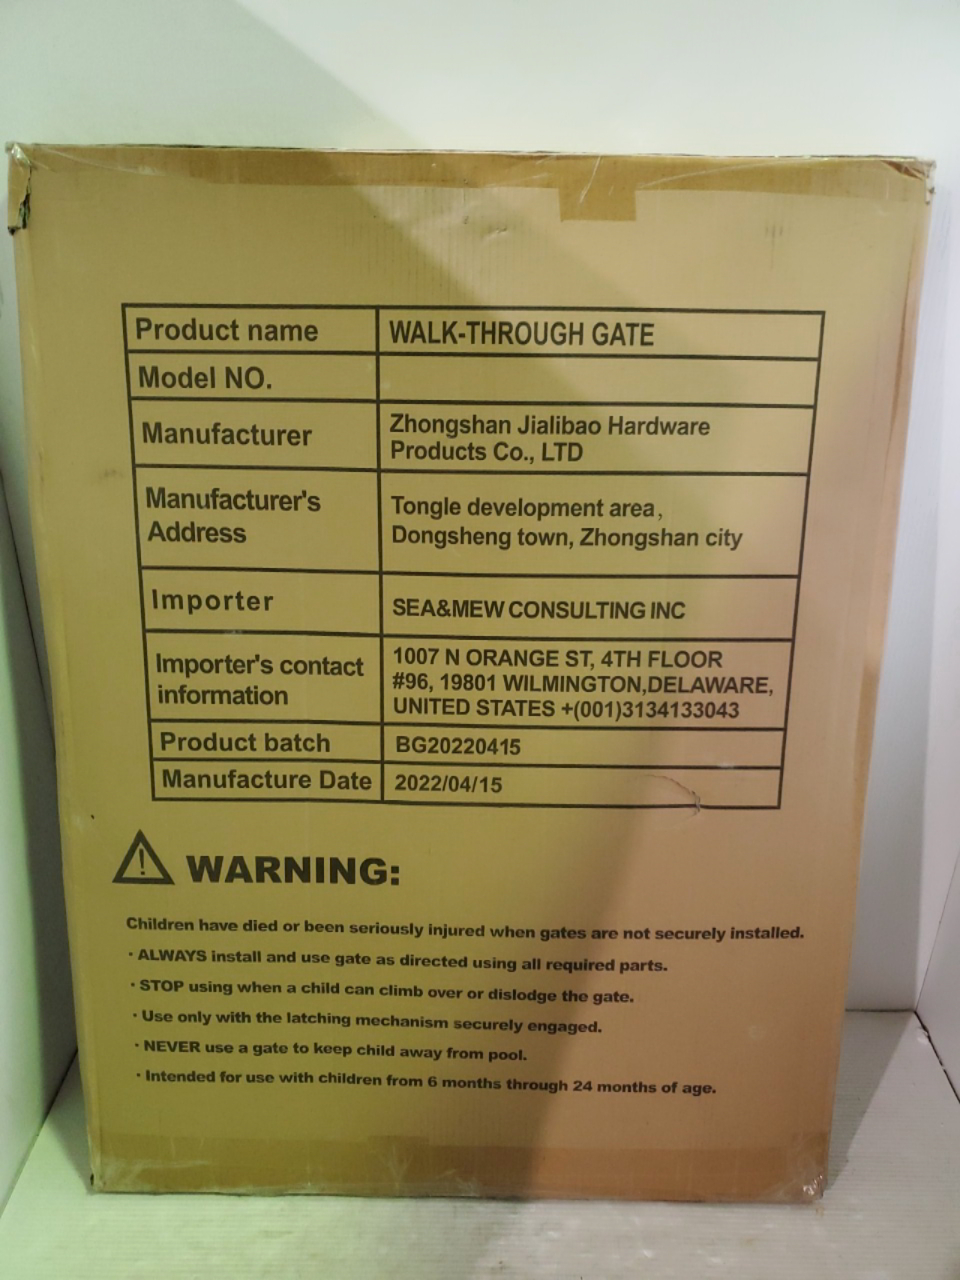 Product name WALK-THROUGH GATE
Model NO.
Manufacturer
Zhongshan Jialibao Hardware
Products Co., LTD
Manufacturer's
Address
Tongle development area,
Dongsheng town, Zhongshan city
Importer
SEA&MEW CONSULTING INC
Importer's contact
information
1007 N ORANGE ST, 4TH FLOOR
#96, 19801 WILMINGTON,DELAWARE,
UNITED STATES +(001)3134133043
Product batch BG20220415
Manufacture Date 2022/04/15
WARNING:
Children have died or been seriously injured when gates are not securely installed.
· ALWAYS install and use gate as directed using all required parts.
· STOP using when a child can climb over or dislodge the gate.
· Use only with the latching mechanism securely engaged.
· NEVER use a gate to keep child away from pool.
· Intended for use with children from 6 months through 24 months of age.